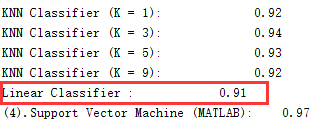 KNN Classifier (K = 1): 0.92
KNN Classifier (K = 3): 0.94
KNN Classifier (K = 5): 0.93
KNN Classifier (K = 9): 0.92
Linear Classifier : 0.91
(4).Support Vector Machine (MATLAB): 0.97